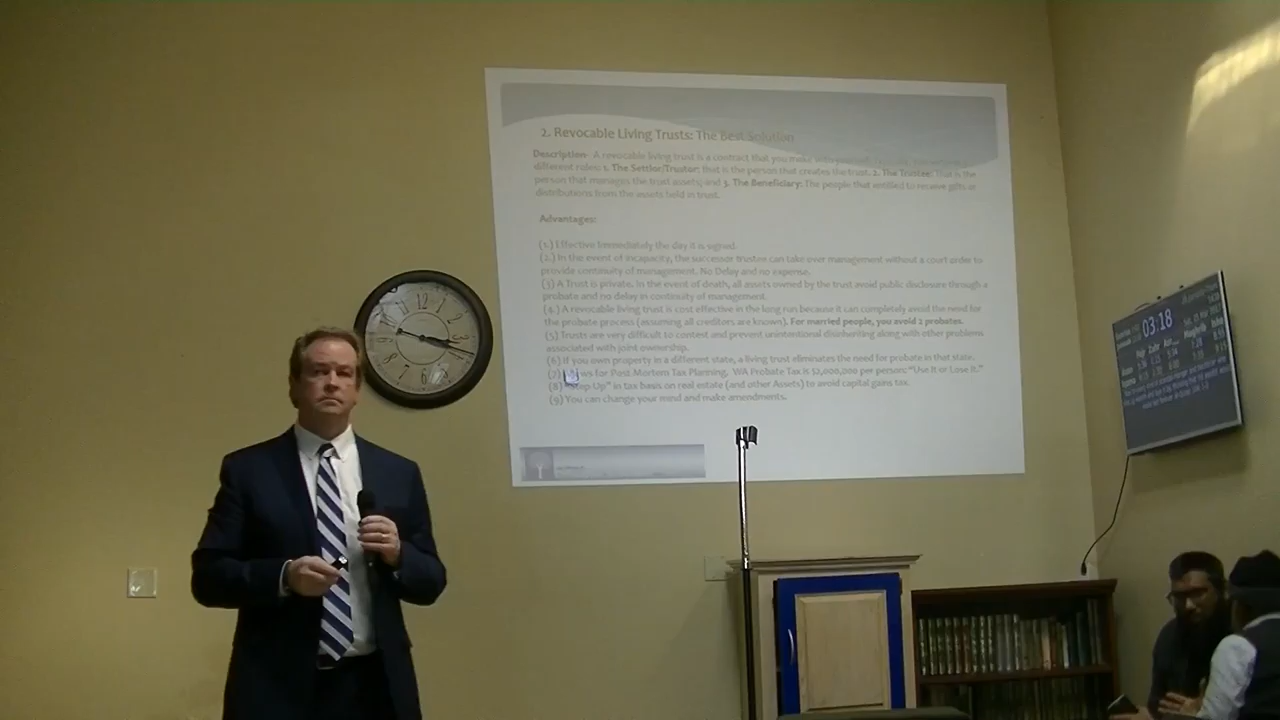 2. Revocable Living Trusts: The Best Solution
Description- A revocable living trust is a contract that you make with
different roles: 1. The Settlor/Trustor: that is the person that creates the trust. 2. The Trustee: That is the
person that manages the trust assets; and 3. The Beneficiary: The people that entitled to receive gifts or
distributions from the assets held in trust.
Advantages:
(1.) Effective immediately the day it is signed.
(2.) In the event of incapacity, the successor trustee can take over management without a court order to
provide continuity of management. No Delay and no expense.
(3) A Trust is private. In the event of death, all assets owned by the trust avoid public disclosure through a
probate and no delay in continuity of management.
(4.) A revocable living trust is cost effective in the long run because it can completely avoid the need for
the probate process (assuming all creditors are known). For married people, you avoid 2 probates.
(5) Trusts are very difficult to contest and prevent unintentional disinheriting along with other problems
associated with joint ownership.
(6) If you own property in a different state, a living trust eliminates the need for probate in that state.
(7) for Post Mortem Tax Planning. WA Probate Tax is $2,000,000 per person: "Use It or Lose It."
(8) Up" in tax basis on real estate (and other Assets) to avoid capital gains tax.
(9) You can change your mind and make amendments.
12
1
2
3
4
5
6
7
8
9
10
11
03:18